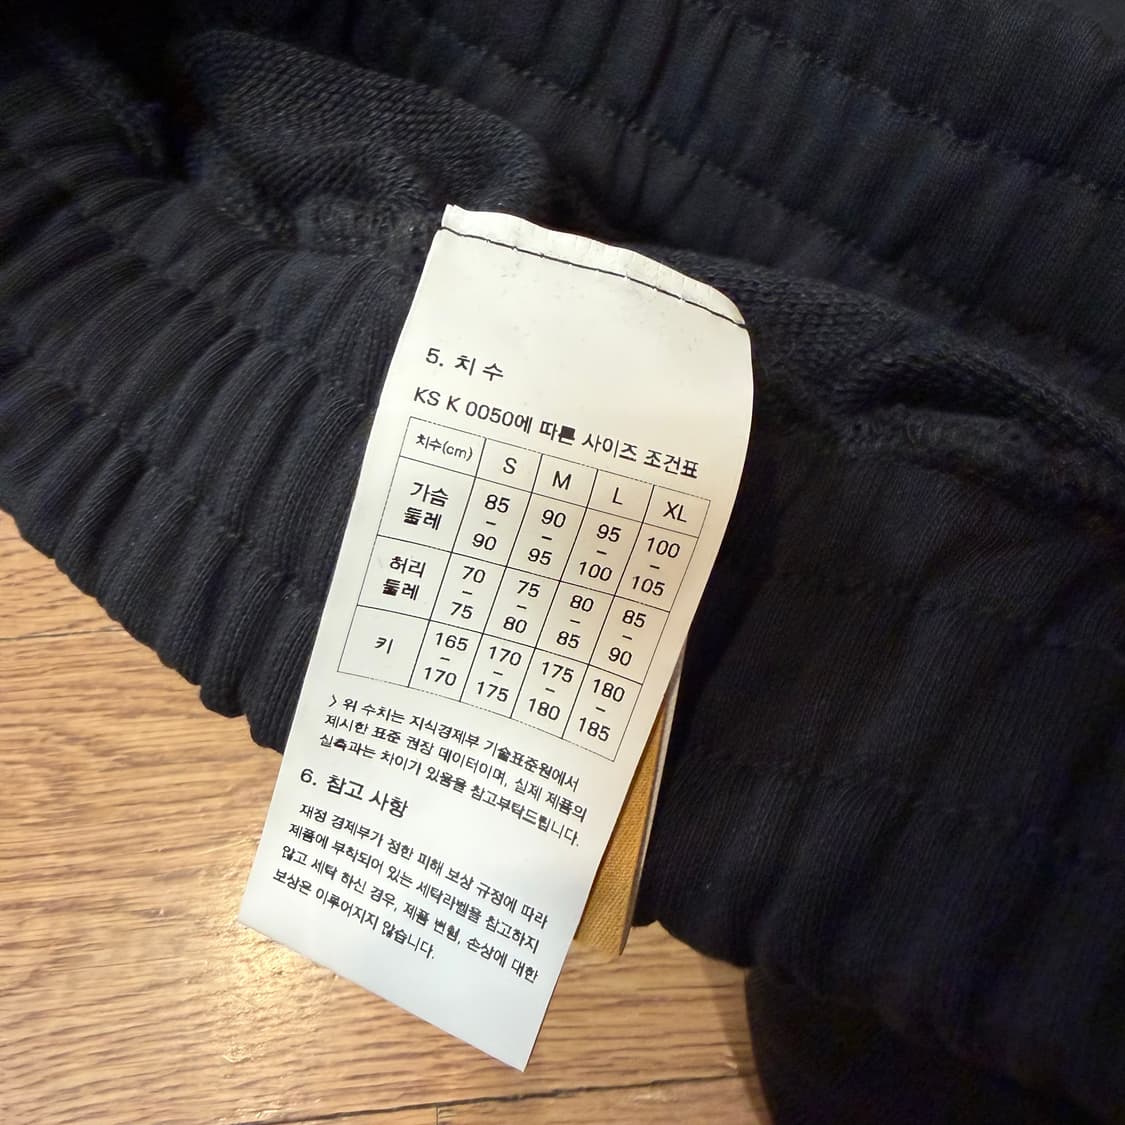 5. 치 수
KS K 0050에 따른 사이즈 조건표
치수(cm) S M L XL
가슴 둘레 85 – 90 90 – 95 95 – 100 100 – 105
허리 둘레 70 – 75 75 – 80 80 – 85 85 – 90
키 165 – 170 170 – 175 175 – 180 180 – 185
> 위 수치는 지식경제부 기술표준원에서
제시한 표준 권장 데이터이며, 실제 제품의
실측과는 차이가 있음을 참고부탁드립니다.
6. 참고 사항
재정 경제부가 정한 피해 보상 규정에 따라
제품에 부착되어 있는 세탁라벨을 참고하지
않고 세탁 하신 경우, 제품 변형, 손상에 대한
보상은 이루어지지 않습니다.